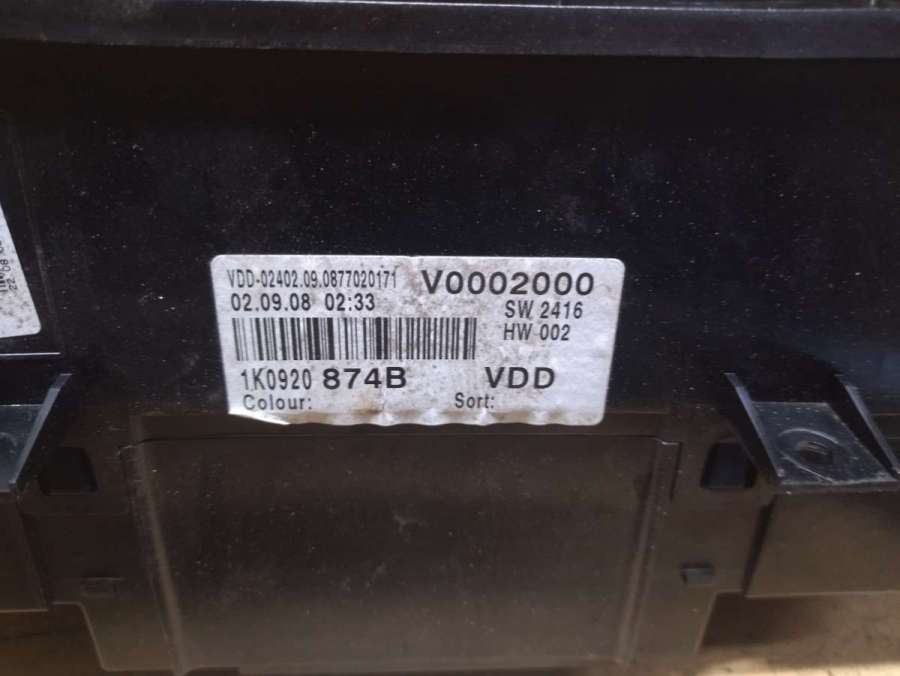 VDD-02402.09.0877020171 V0002000
02.09.08 02:33 SW 2416
HW 002
1K0920 874B VDD
Colour: Sort: